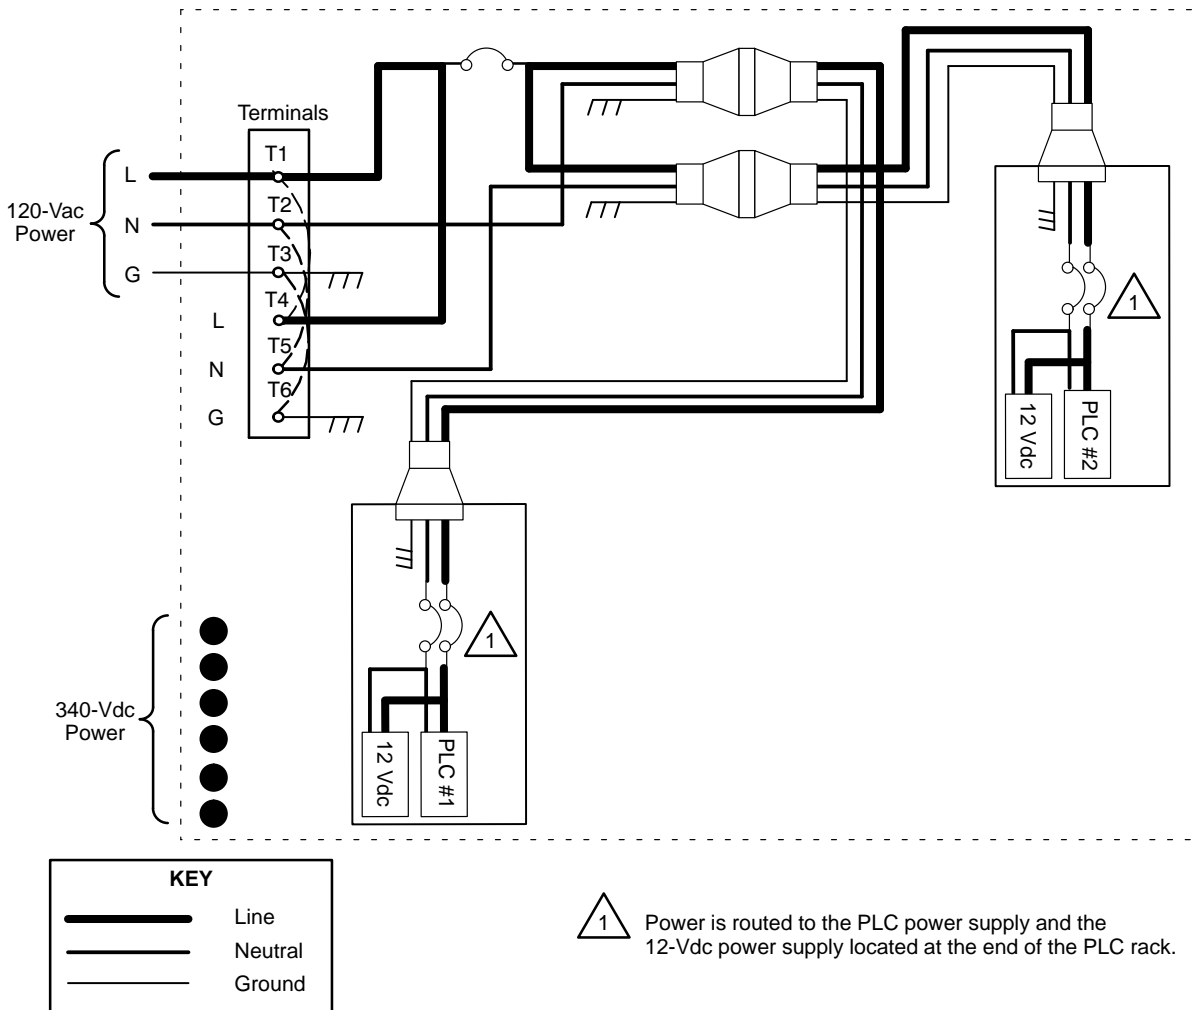 Terminals
T1
L
T2
120-Vac
Power
N
T3
G
T4
L
T5
N
T6
G
1
12 Vdc
PLC #2
1
12 Vdc
PLC #1
340-Vdc
Power
KEY
Line
Neutral
Ground
1
Power is routed to the PLC power supply and the
12-Vdc power supply located at the end of the PLC rack.